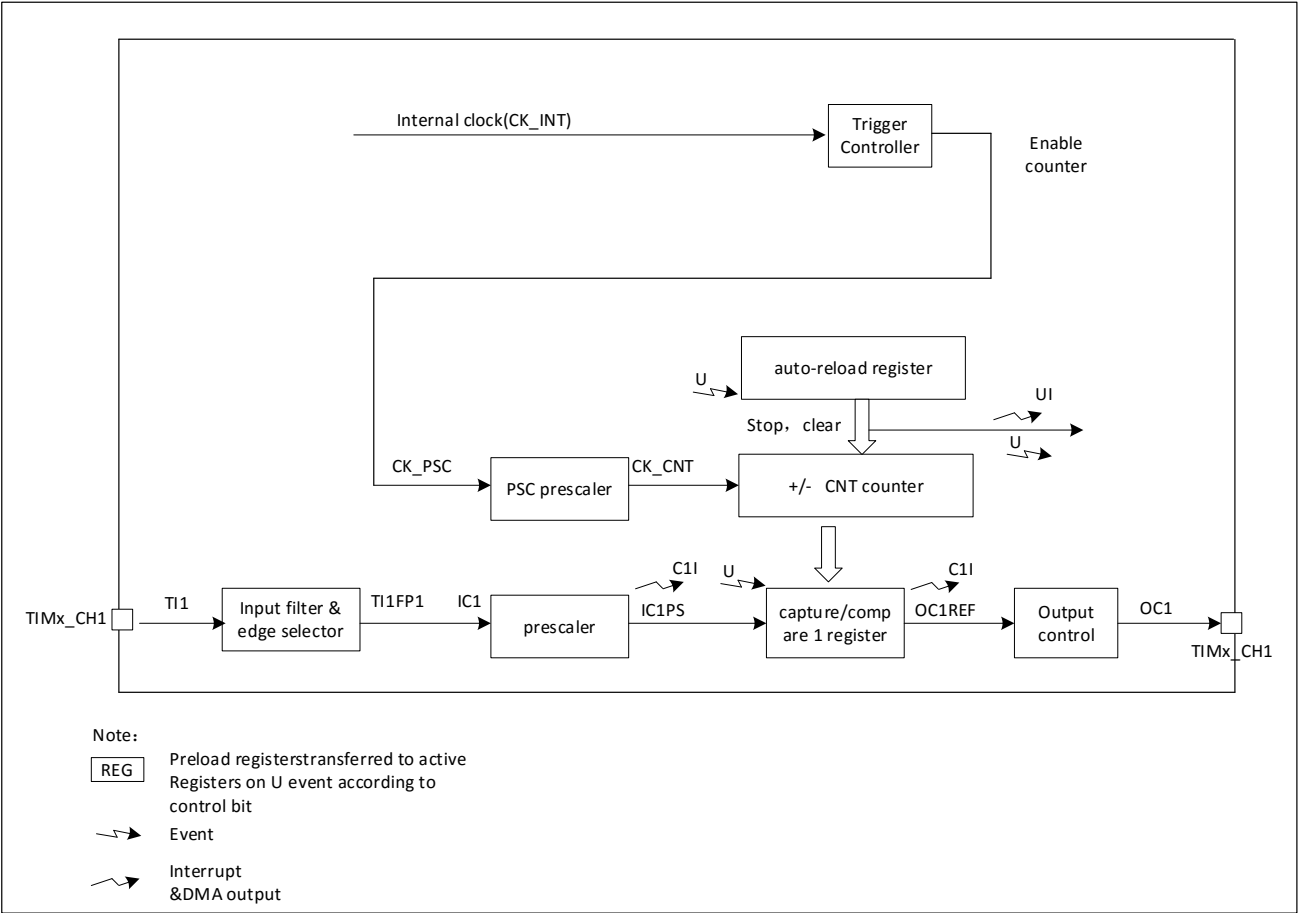 Internal clock(CK_INT)
Trigger
Controller
Enable
counter
auto-reload register
U
UI
Stop，clear
U
CK_PSC
CK_CNT
PSC prescaler
+/-  CNT counter
C1I
U
C1I
TIMx_CH1
TI1
Input filter &
edge selector
TI1FP1
IC1
prescaler
IC1PS
capture/comp
are 1 register
OC1REF
Output
control
OC1
TIMx_CH1
Note：
REG
Preload registerstransferred to active
Registers on U event according to
control bit
Event
Interrupt
&DMA output